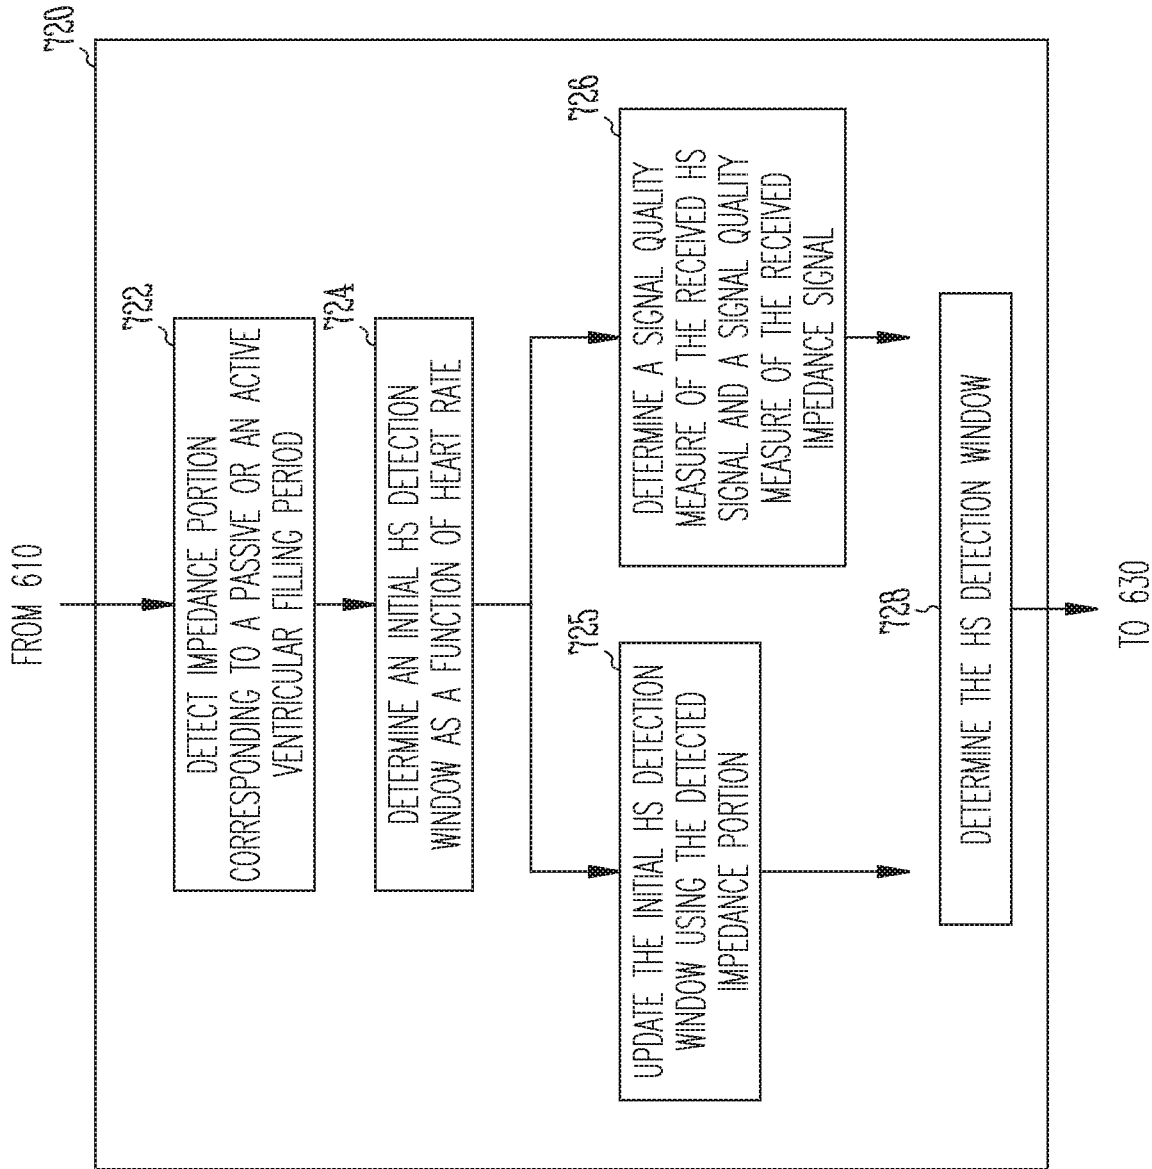 720
FROM 610
722
DETECT IMPEDANCE PORTION
CORRESPONDING TO A PASSIVE OR AN ACTIVE
VENTRICULAR FILLING PERIOD
724
DETERMINE AN INITIAL HS DETECTION
WINDOW AS A FUNCTION OF HEART RATE
725
UPDATE THE INITIAL HS DETECTION
WINDOW USING THE DETECTED
IMPEDANCE PORTION
726
DETERMINE A SIGNAL QUALITY
MEASURE OF THE RECEIVED HS
SIGNAL AND A SIGNAL QUALITY
MEASURE OF THE RECEIVED
IMPEDANCE SIGNAL
728
DETERMINE THE HS DETECTION WINDOW
TO 630